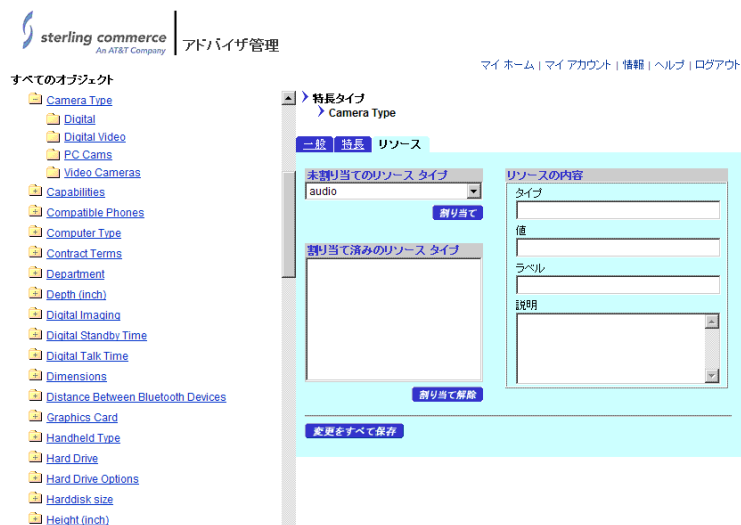 sterling commerce
An AT&T Company
アドバイザ管理
マイ ホーム | マイ アカウント | 情報 | ヘルプ | ログアウト
すべてのオブジェクト
Camera Type
Digital
Digital Video
PC Cams
Video Cameras
Capabilities
Compatible Phones
Computer Type
Contract Terms
Department
Depth (inch)
Digital Imaging
Digital Standby Time
Digital Talk Time
Dimensions
Distance Between Bluetooth Devices
Graphics Card
Handheld Type
Hard Drive
Hard Drive Options
Harddisk size
Height (inch)
特長タイプ
Camera Type
一般 特長 リソース
未割り当てのリソース タイプ
audio
割り当て
割り当て済みのリソース タイプ
割り当て解除
リソースの内容
タイプ
値
ラベル
説明
変更をすべて保存